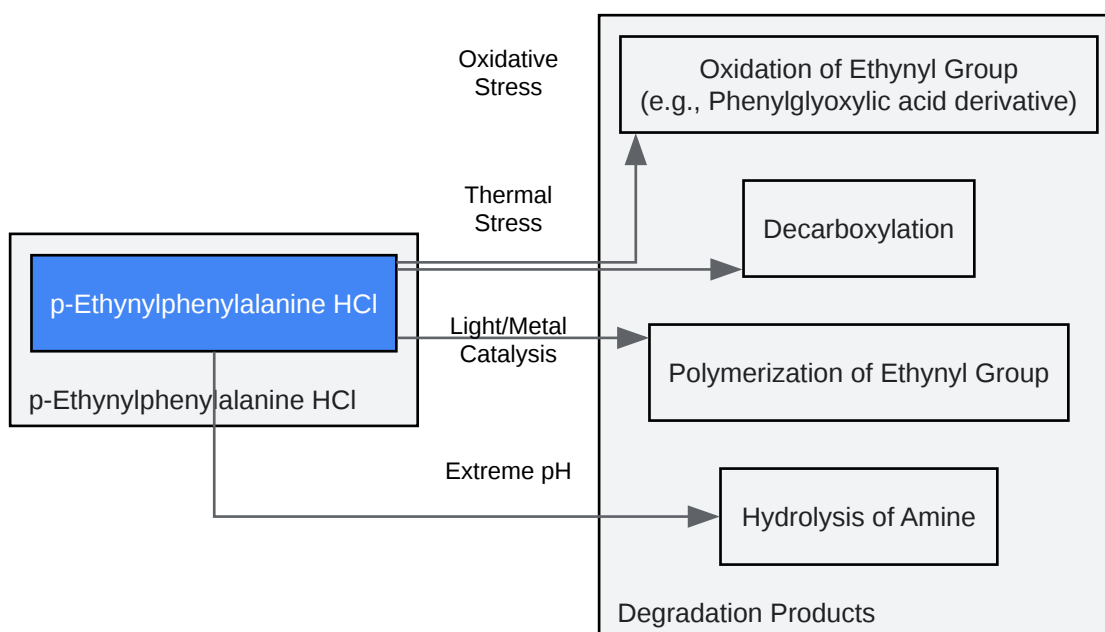 Oxidative
Stress
Oxidation of Ethynyl Group
(e.g., Phenylglyoxylic acid derivative)
Thermal
Stress
Decarboxylation
p-Ethynylphenylalanine HCl
Light/Metal
Catalysis
Polymerization of Ethynyl Group
p-Ethynylphenylalanine HCl
Extreme pH
Hydrolysis of Amine
Degradation Products